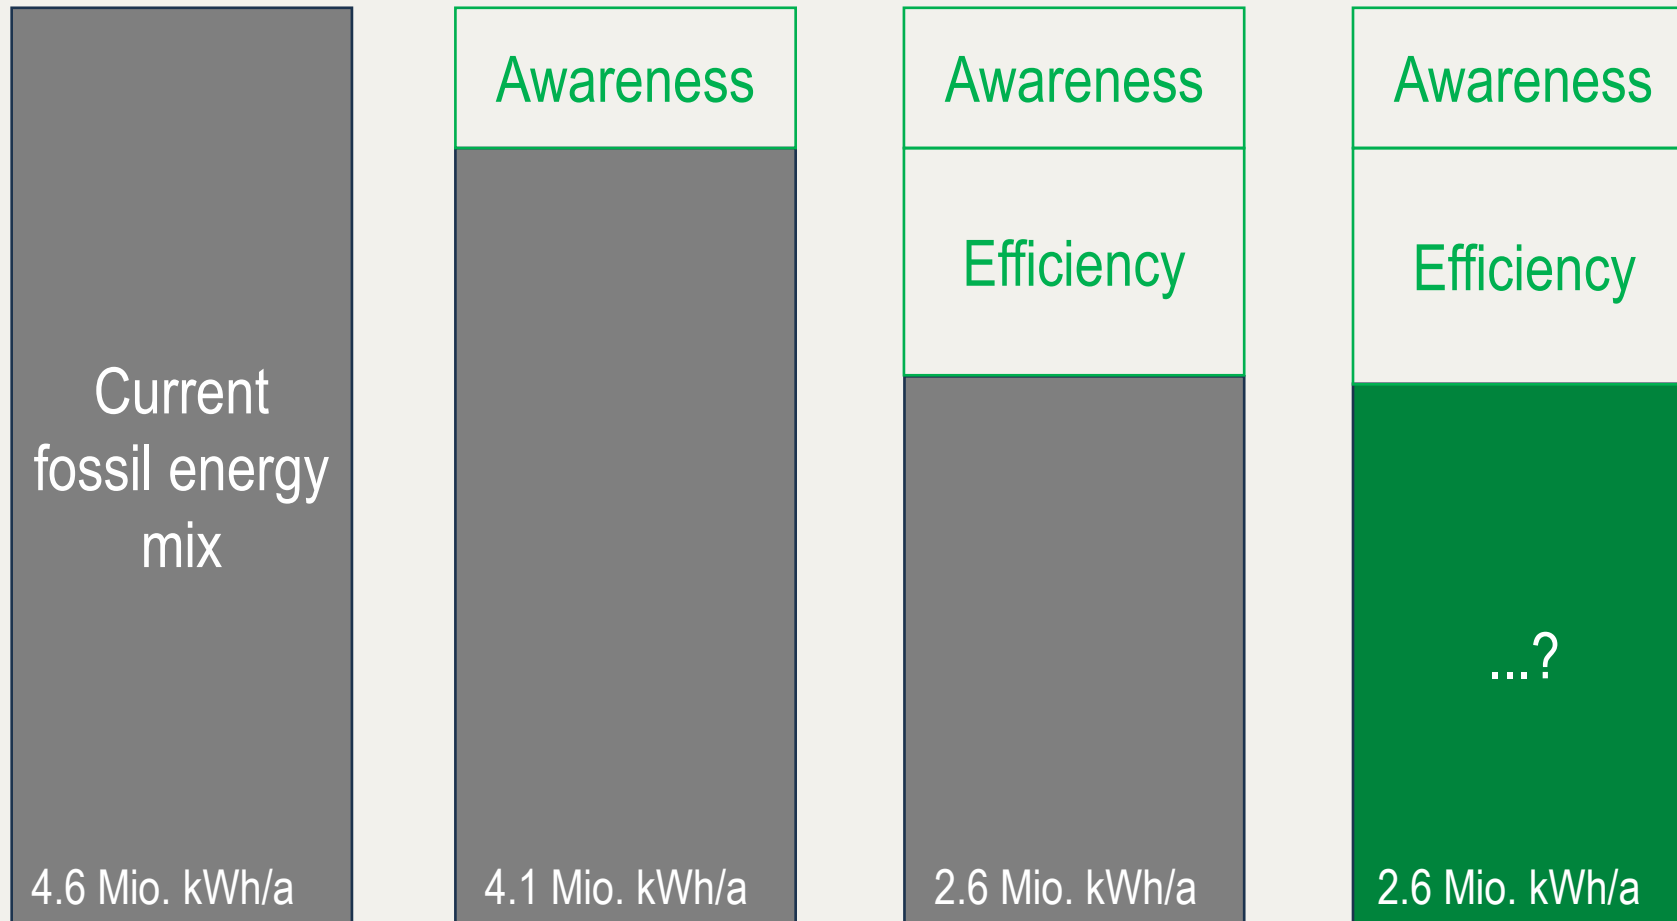 Current
fossil energy
mix
4.6 Mio. kWh/a
Awareness
4.1 Mio. kWh/a
Awareness
Efficiency
2.6 Mio. kWh/a
Awareness
Efficiency
...?
2.6 Mio. kWh/a